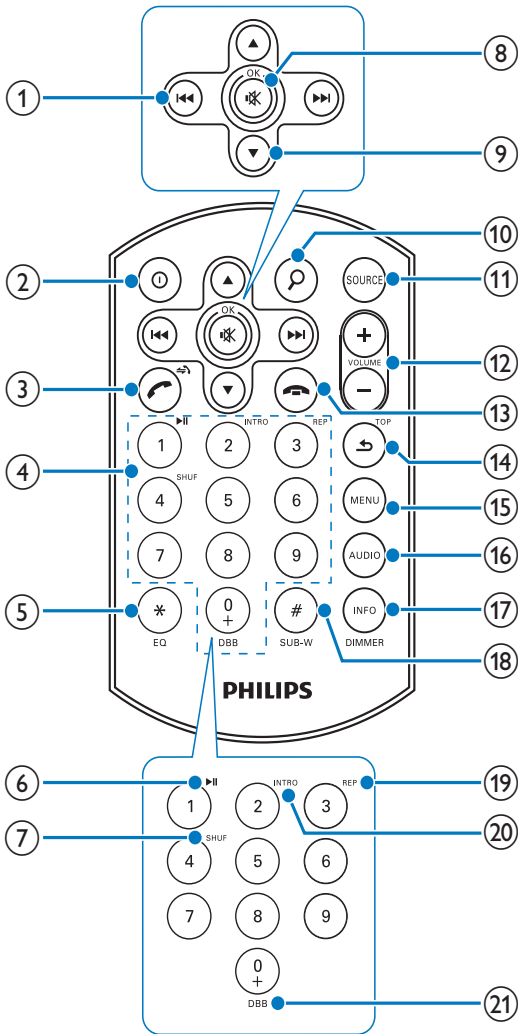 8
OK
1
9
10
2
SOURCE
11
OK
VOLUME
12
3
13
INTRO
REP
TOP
1
2
3
14
4
SHUF
4
5
6
MENU
15
7
8
9
AUDIO
16
5
*
0
+
#
INFO
17
EQ
DBB
SUB-W
DIMMER
18
PHILIPS
6
INTRO
REP
19
1
2
3
20
7
SHUF
4
5
6
7
8
9
0
+
DBB
21